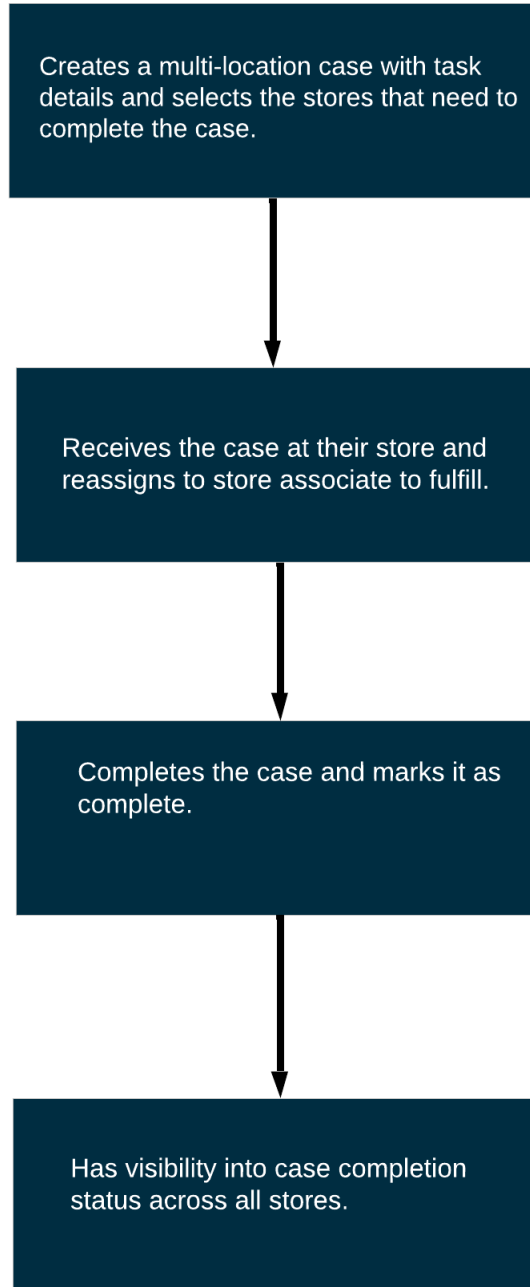 Creates a multi-location case with task
details and selects the stores that need to
complete the case.
Receives the case at their store and
reassigns to store associate to fulfill.
Completes the case and marks it as
complete.
Has visibility into case completion
status across all stores.